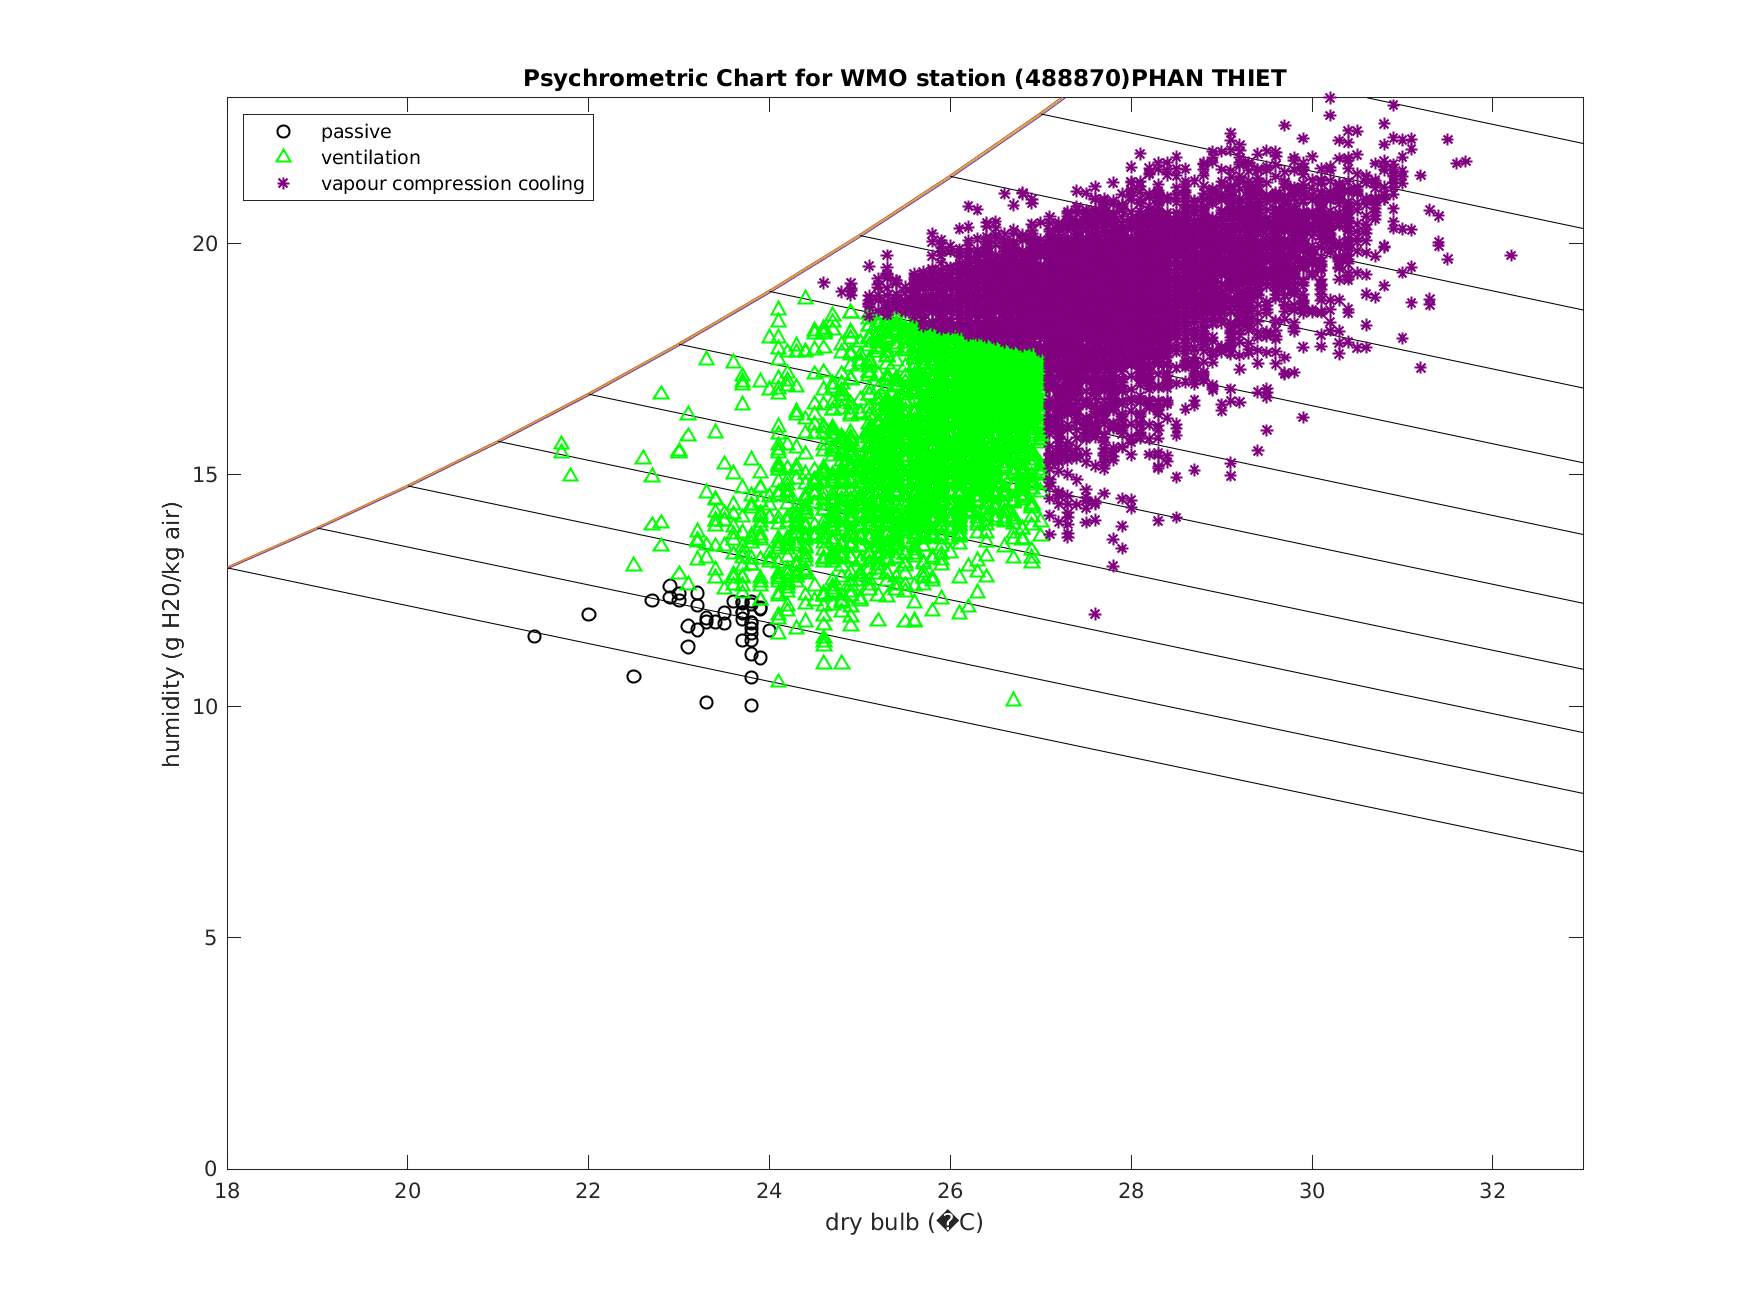 Psychrometric Chart for WMO station (488870)PHAN THIET
passive
ventilation
vapour compression cooling
humidity (g H20/kg air)
20
15
10
5
0
18 20 22 24 26 28 30 32
dry bulb (�C)